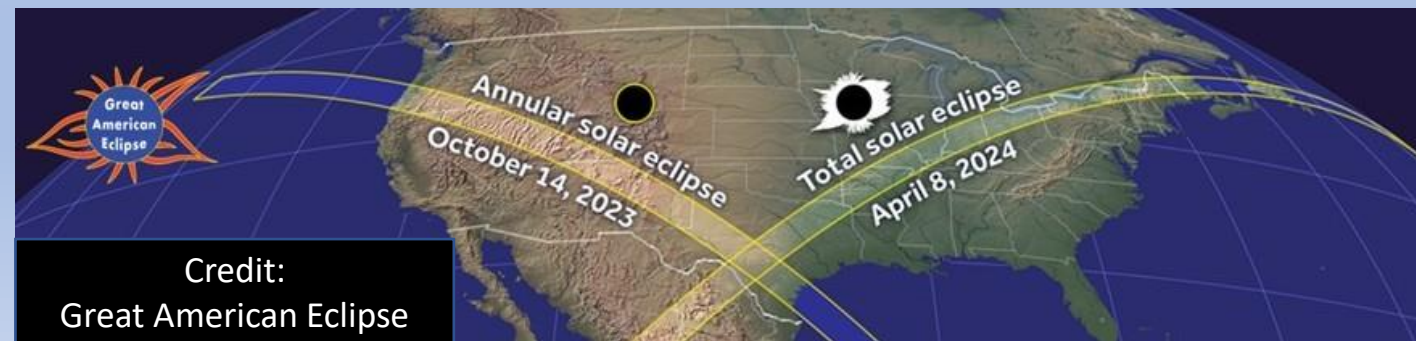 Great
American
Eclipse
Annular solar eclipse
October 14, 2023
Total solar eclipse
April 8, 2024
Credit:
Great American Eclipse